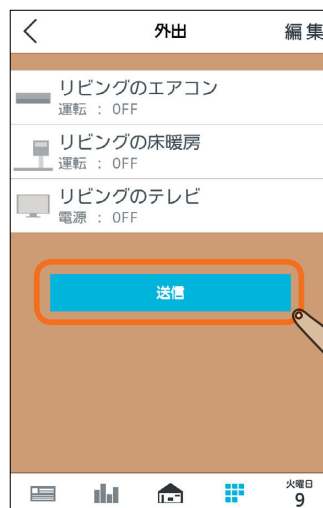 外出 編集
リビングのエアコン
運転 : OFF
リビングの床暖房
運転 : OFF
リビングのテレビ
電源 : OFF
送信
火曜日
9